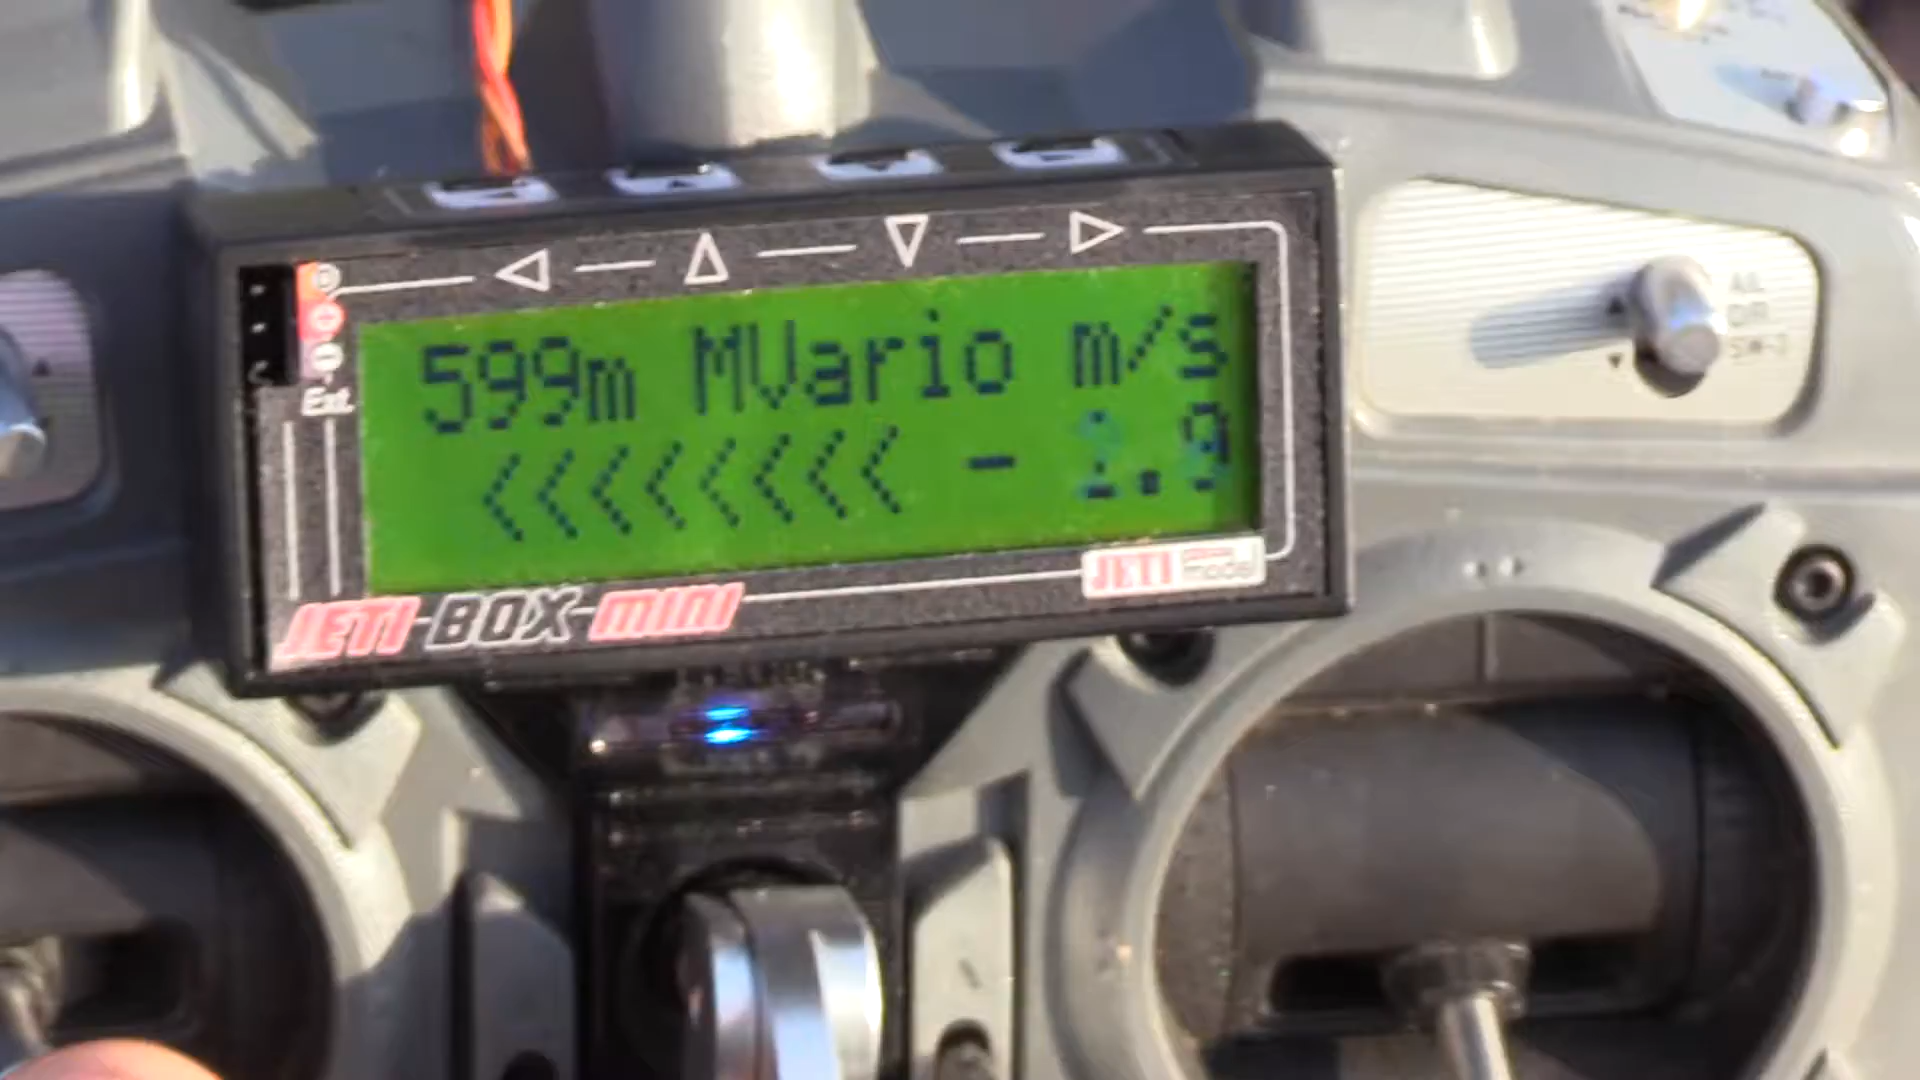 599m MVario m/s
<<<<<<<< -
Ext.
JETI-BOX-MINI
JETI model